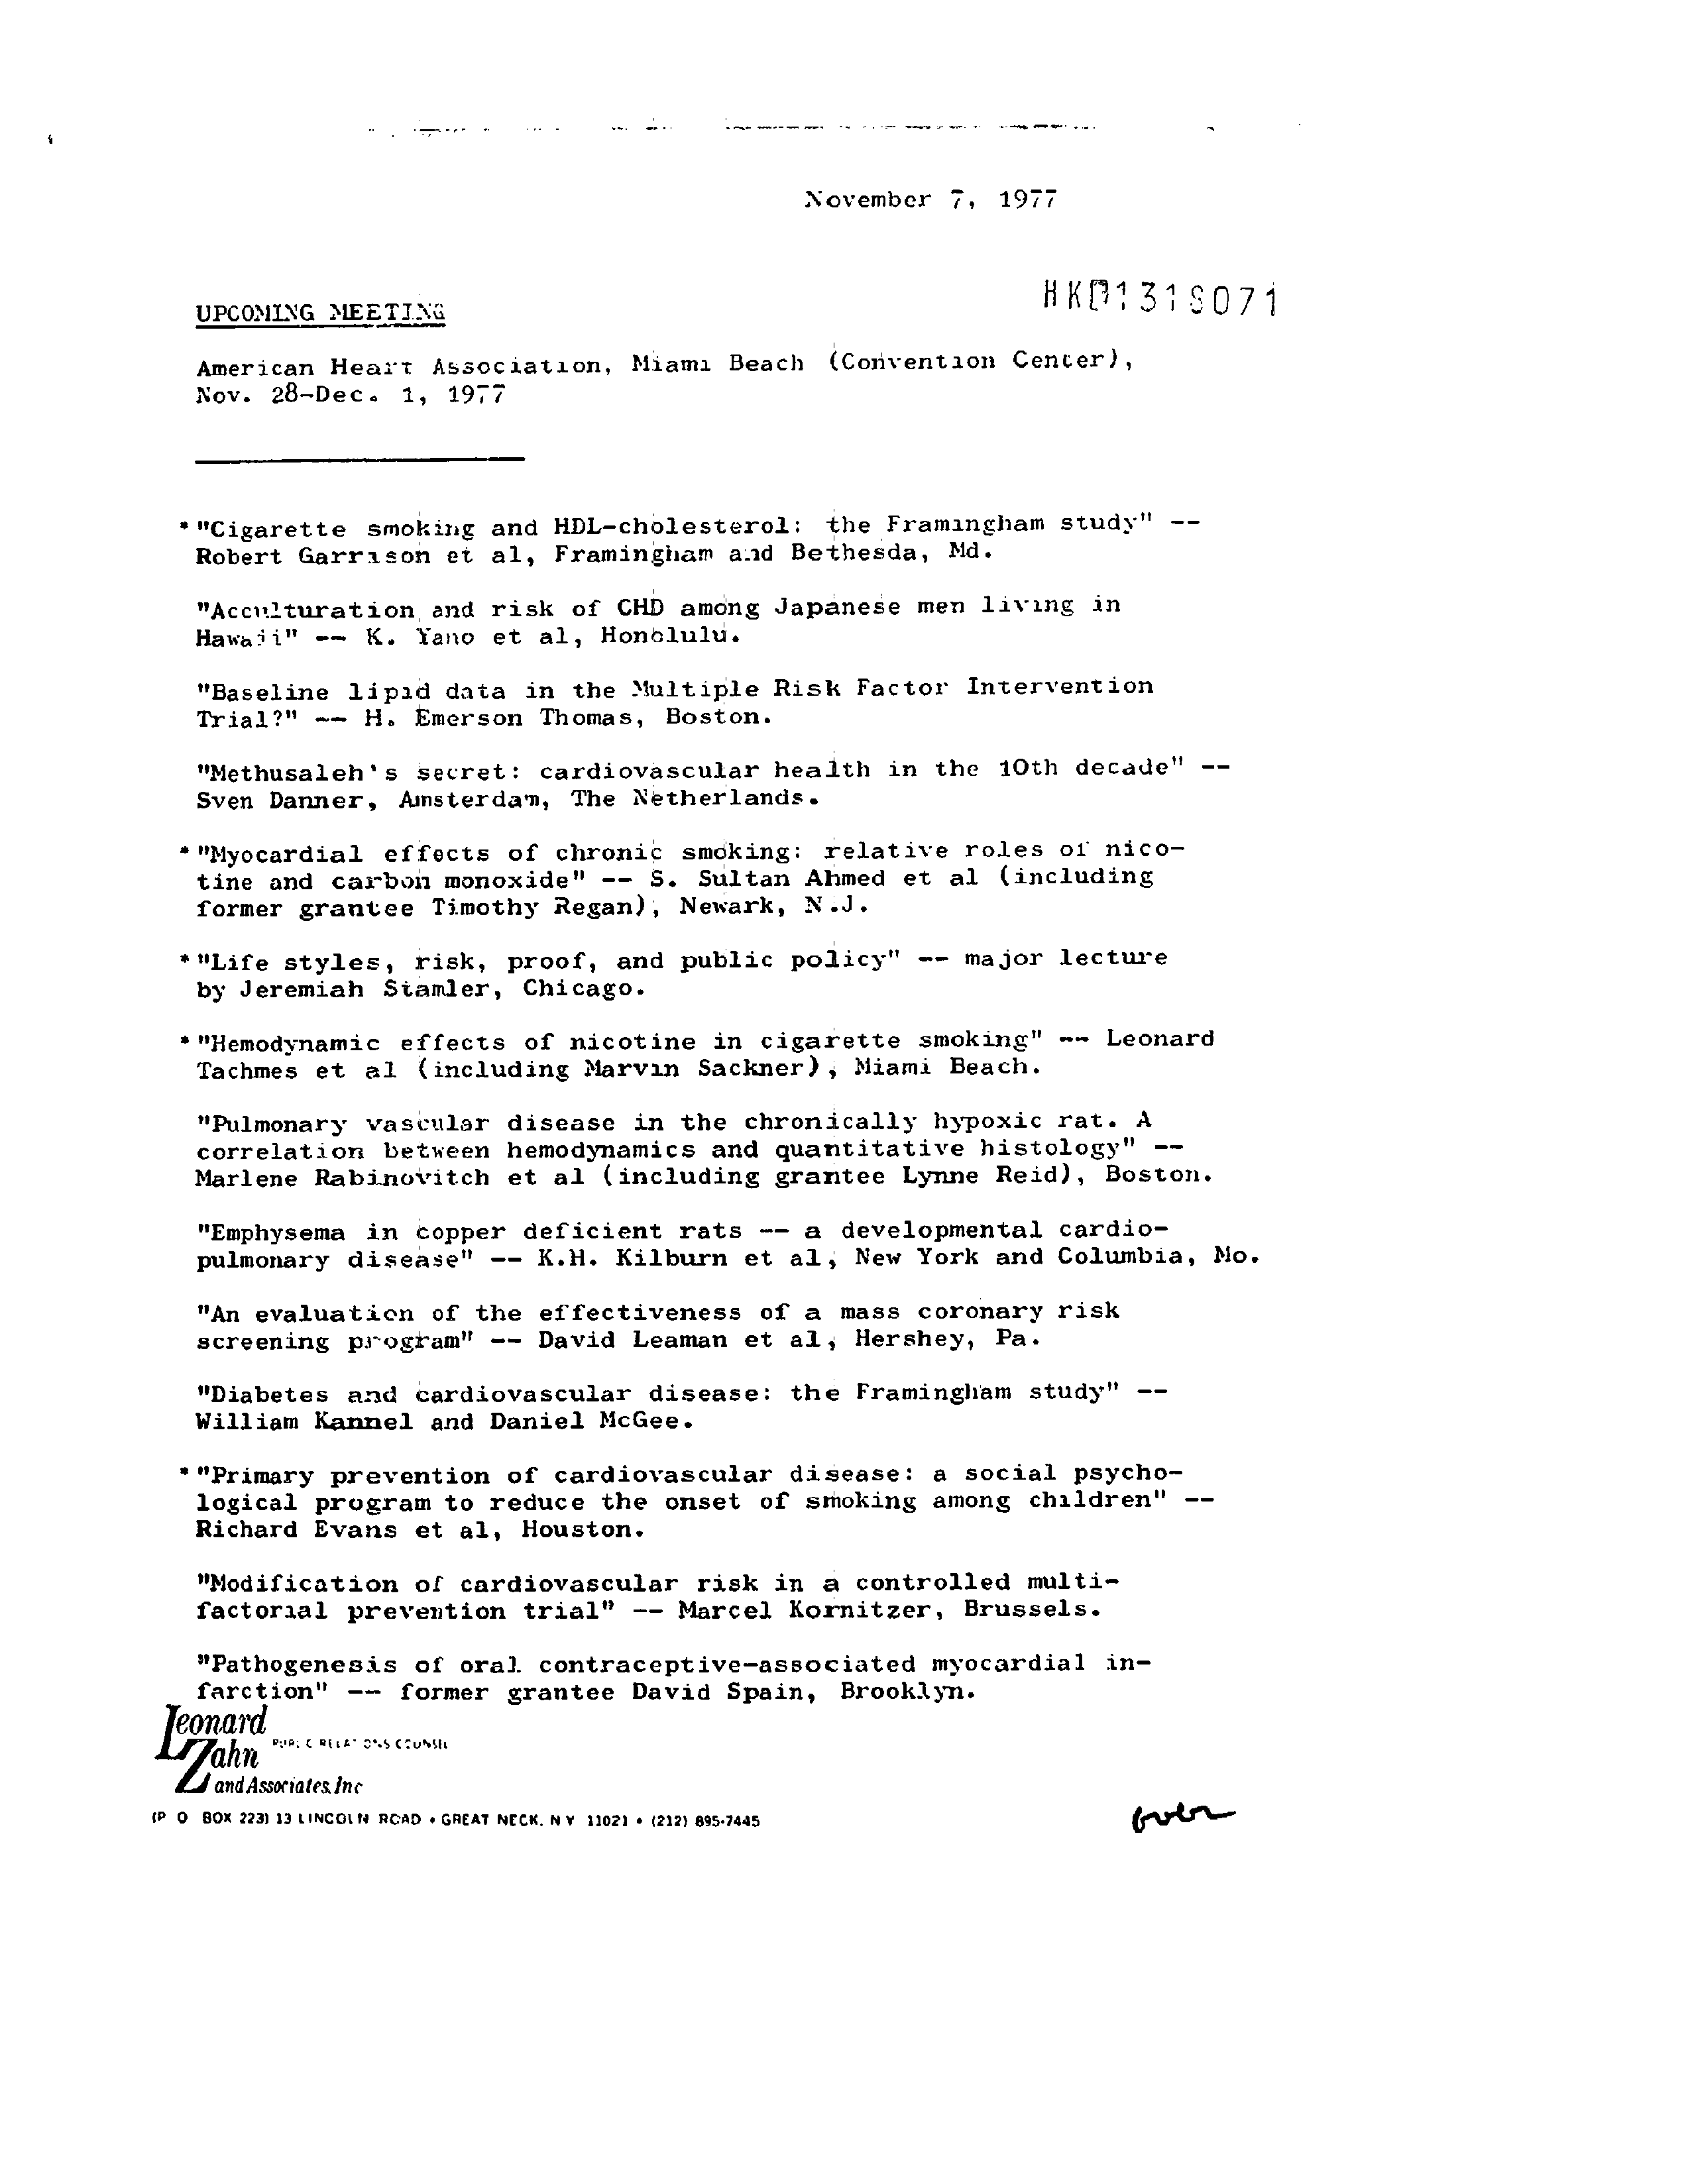 November 7, 1977
UPCOMING MEETING
American Heart Association, Miami Beach (Convention Center),
Nov. 28-Dec. 1, 1977
* "Cigarette smoking and HDL-cholesterol: the Framingham study" --
Robert Garrison et al, Framingham and Bethesda, Md.
"Acculturation and risk of CHD among Japanese men living in
Hawaii" -- K. Yano et al, Honolulu.
"Baseline lipid data in the Multiple Risk Factor Intervention
Trial?" -- H. Emerson Thomas, Boston.
"Methusaleh's secret: cardiovascular health in the 10th decade" --
Sven Danner, Amsterdam, The Netherlands.
* "Myocardial effects of chronic smoking: relative roles of nico-
tine and carbon monoxide" -- S. Sultan Ahmed et al (including
former grantee Timothy Regan), Newark, N.J.
* "Life styles, risk, proof, and public policy" -- major lecture
by Jeremiah Stamler, Chicago.
* "Hemodynamic effects of nicotine in cigarette smoking" -- Leonard
Tachmes et al (including Marvin Sackner), Miami Beach.
"Pulmonary vascular disease in the chronically hypoxic rat. A
correlation between hemodynamics and quantitative histology" --
Marlene Rabinovitch et al (including grantee Lynne Reid), Boston.
"Emphysema in copper deficient rats -- a developmental cardio-
pulmonary disease" -- K.H. Kilburn et al, New York and Columbia, Mo.
"An evaluation of the effectiveness of a mass coronary risk
screening program" -- David Leaman et al, Hershey, Pa.
"Diabetes and cardiovascular disease: the Framingham study" --
William Kannel and Daniel McGee.
* "Primary prevention of cardiovascular disease: a social psycho-
logical program to reduce the onset of smoking among children" --
Richard Evans et al, Houston.
"Modification of cardiovascular risk in a controlled multi-
factorial prevention trial" -- Marcel Kornitzer, Brussels.
"Pathogenesis of oral contraceptive-associated myocardial in-
farction" -- former grantee David Spain, Brooklyn.
Leonard
Zahn PUBLIC RELATIONS COUNSEL
and Associates, Inc
(P O BOX 223) 13 LINCOLN ROAD • GREAT NECK, N Y 11021 • (212) 895-7445
over